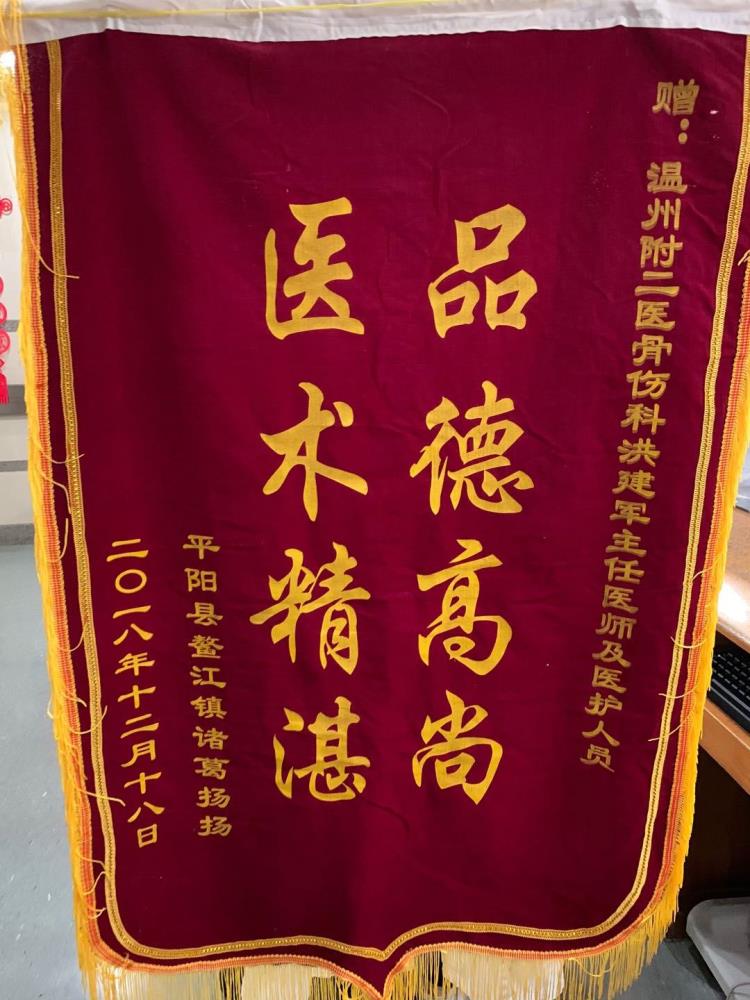 赠：温州附二医骨伤科洪建军主任医师及医护人员
品德高尚
医术精湛
平阳县鳌江镇诸葛扬扬
二〇一八年十二月十八日